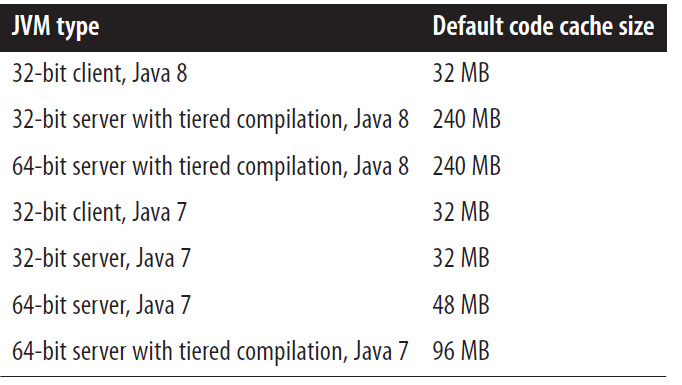 JVM type Default code cache size
32-bit client, Java 8 32 MB
32-bit server with tiered compilation, Java 8 240 MB
64-bit server with tiered compilation, Java 8 240 MB
32-bit client, Java 7 32 MB
32-bit server, Java 7 32 MB
64-bit server, Java 7 48 MB
64-bit server with tiered compilation, Java 7 96 MB